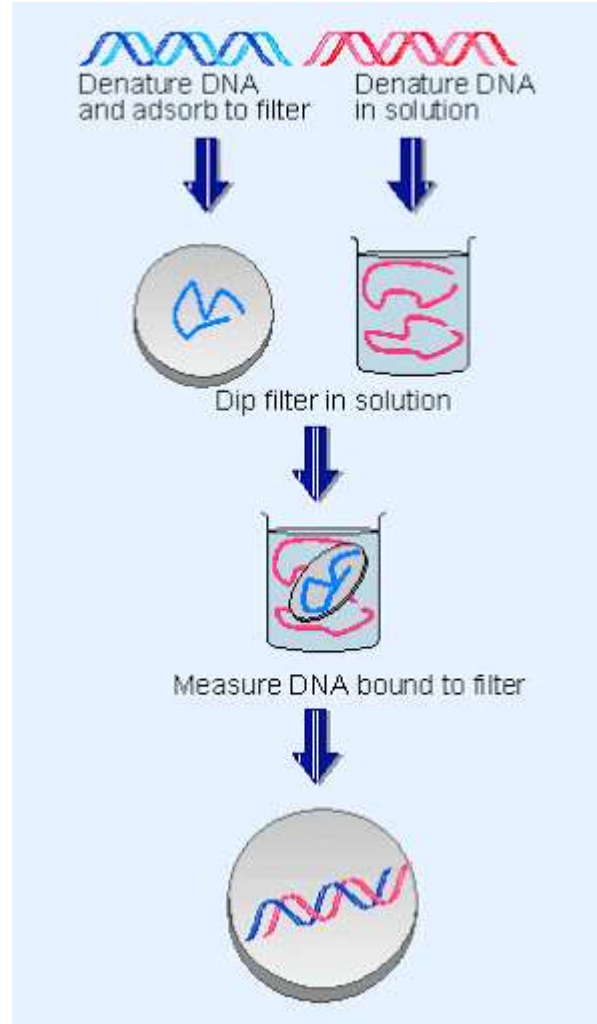 Denature DNA
and adsorb to filter
Denature DNA
in solution
Dip filter in solution
Measure DNA bound to filter